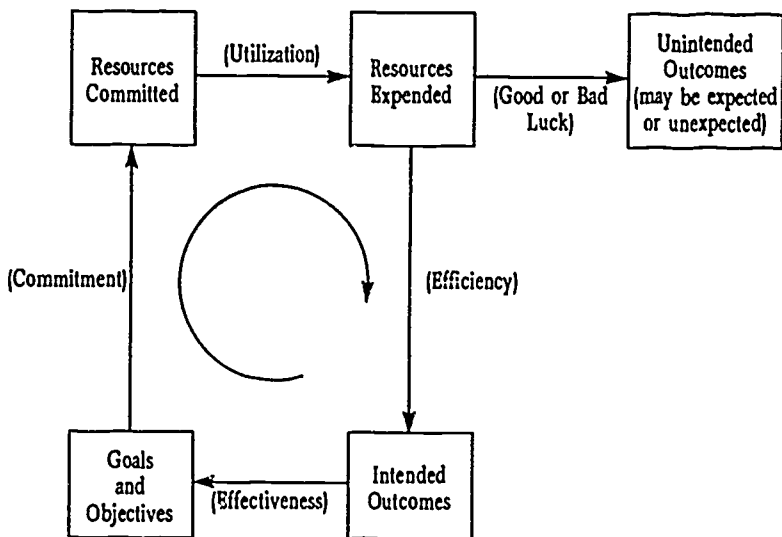 Resources
Committed
(Utilization)
Resources
Expended
(Good or Bad
Luck)
Unintended
Outcomes
(may be expected
or unexpected)
(Commitment)
(Efficiency)
Goals
and
Objectives
(Effectiveness)
Intended
Outcomes